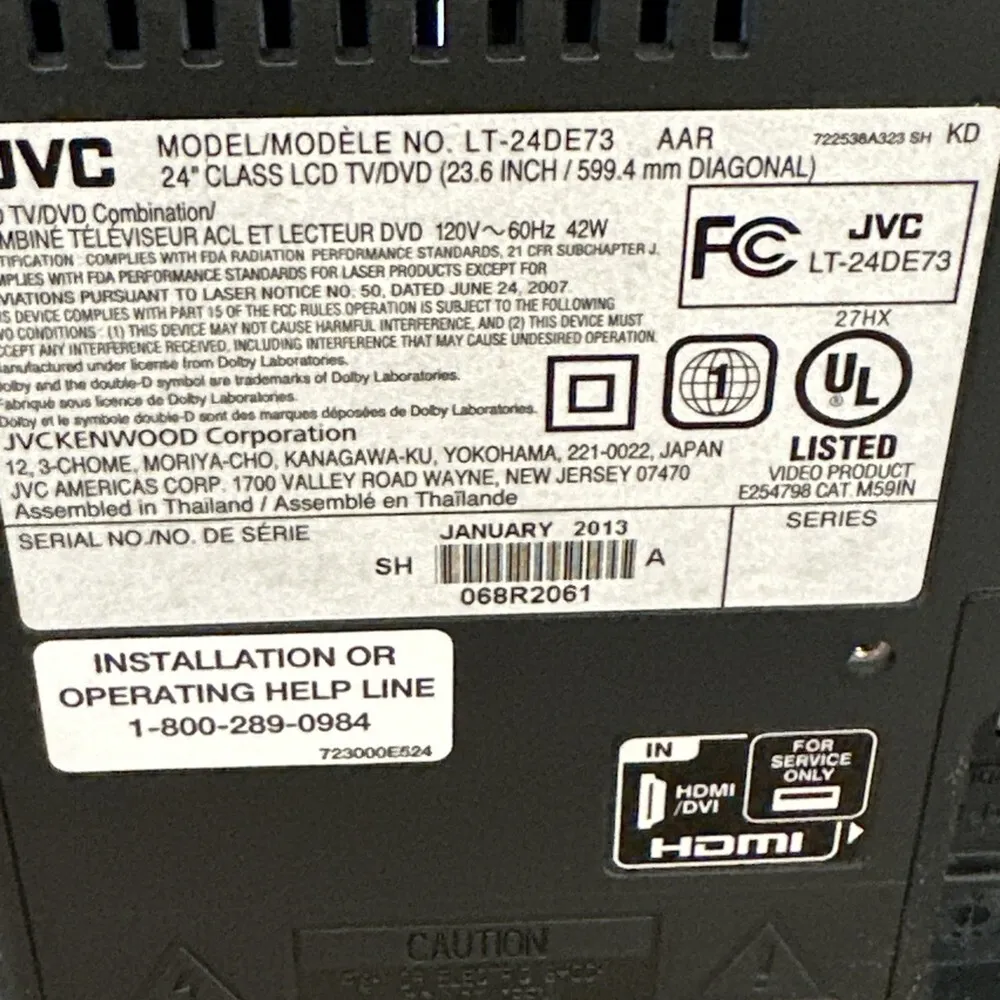 JVC
MODEL/MODÈLE NO. LT-24DE73 AAR 722538A323 SH KD
24" CLASS LCD TV/DVD (23.6 INCH / 599.4 mm DIAGONAL)
TV/DVD Combination/
MBINÉ TÉLÉVISEUR ACL ET LECTEUR DVD 120V~60Hz 42W
TIFICATION : COMPLIES WITH FDA RADIATION PERFORMANCE STANDARDS, 21 CFR SUBCHAPTER J.
MPLIES WITH FDA PERFORMANCE STANDARDS FOR LASER PRODUCTS EXCEPT FOR
VIATIONS PURSUANT TO LASER NOTICE NO. 50, DATED JUNE 24, 2007.
S DEVICE COMPLIES WITH PART 15 OF THE FCC RULES.OPERATION IS SUBJECT TO THE FOLLOWING
WO CONDITIONS : (1) THIS DEVICE MAY NOT CAUSE HARMFUL INTERFERENCE, AND (2) THIS DEVICE MUST
CCEPT ANY INTERFERENCE RECEIVED, INCLUDING INTERFERENCE THAT MAY CAUSE UNDESIRED OPERATION.
anufactured under license from Dolby Laboratories.
olby and the double-D symbol are trademarks of Dolby Laboratories.
Fabriqué sous licence de Dolby Laboratories.
Dolby et le symbole double-D sont des marques déposées de Dolby Laboratories.
JVCKENWOOD Corporation
12, 3-CHOME, MORIYA-CHO, KANAGAWA-KU, YOKOHAMA, 221-0022, JAPAN
JVC AMERICAS CORP. 1700 VALLEY ROAD WAYNE, NEW JERSEY 07470
Assembled in Thailand / Assemblé en Thaïlande
FC JVC
LT-24DE73
27HX
1
UL
®
LISTED
VIDEO PRODUCT
E254798 CAT. M59IN
SERIAL NO./NO. DE SÉRIE
JANUARY 2013
SH A
068R2061
SERIES
INSTALLATION OR
OPERATING HELP LINE
1-800-289-0984
723000E524
IN
HDMI
/DVI
FOR
SERVICE
ONLY
HDMI
CAUTION